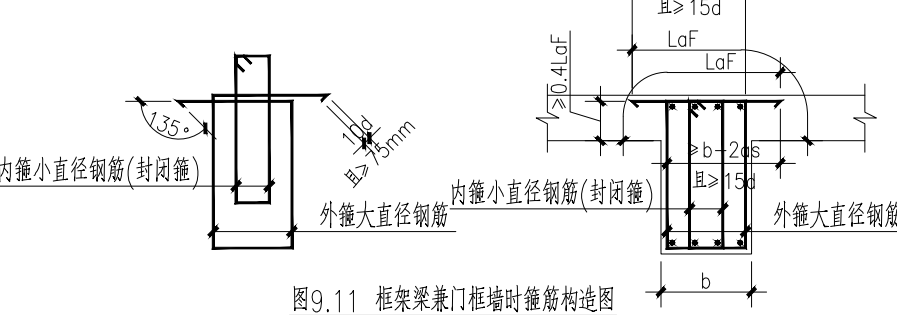 且≥15d
LaF
LaF
≥0.4LaF
135°
10d
且≥75mm
≥b-2as
且≥15d
内箍小直径钢筋(封闭箍)
内箍小直径钢筋(封闭箍)
外箍大直径钢筋
外箍大直径钢筋
b
图9.11 框架梁兼门框墙时箍筋构造图